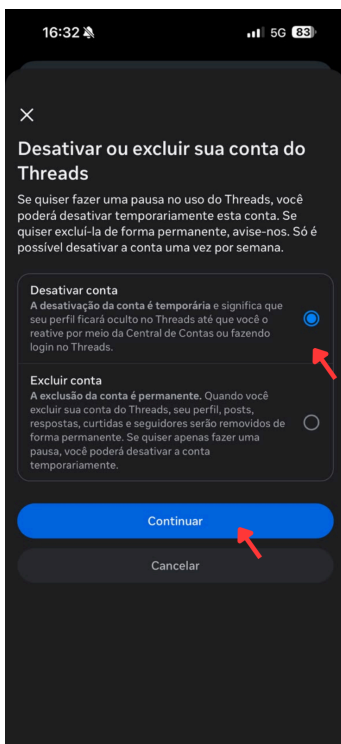 16:32
5G 83
Desativar ou excluir sua conta do
Threads
Se quiser fazer uma pausa no uso do Threads, você
poderá desativar temporariamente esta conta. Se
quiser excluí-la de forma permanente, avise-nos. Só é
possível desativar a conta uma vez por semana.
Desativar conta
A desativação da conta é temporária e significa que
seu perfil ficará oculto no Threads até que você o
reative por meio da Central de Contas ou fazendo
login no Threads.
Excluir conta
A exclusão da conta é permanente. Quando você
excluir sua conta do Threads, seu perfil, posts,
respostas, curtidas e seguidores serão removidos de
forma permanente. Se quiser apenas fazer uma
pausa, você poderá desativar a conta
temporariamente.
Continuar
Cancelar